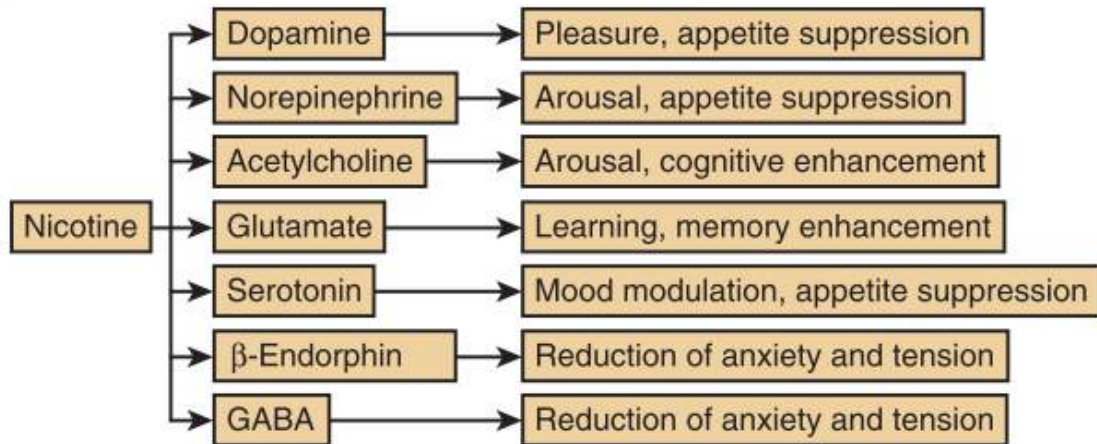 Dopamine
Pleasure, appetite suppression
Norepinephrine
Arousal, appetite suppression
Acetylcholine
Arousal, cognitive enhancement
Nicotine
Glutamate
Learning, memory enhancement
Serotonin
Mood modulation, appetite suppression
β-Endorphin
Reduction of anxiety and tension
GABA
Reduction of anxiety and tension